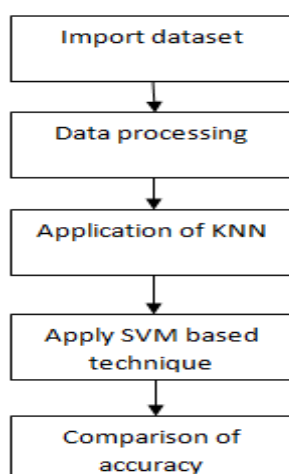 Import dataset
Data processing
Application of KNN
Apply SVM based
technique
Comparison of
accuracy